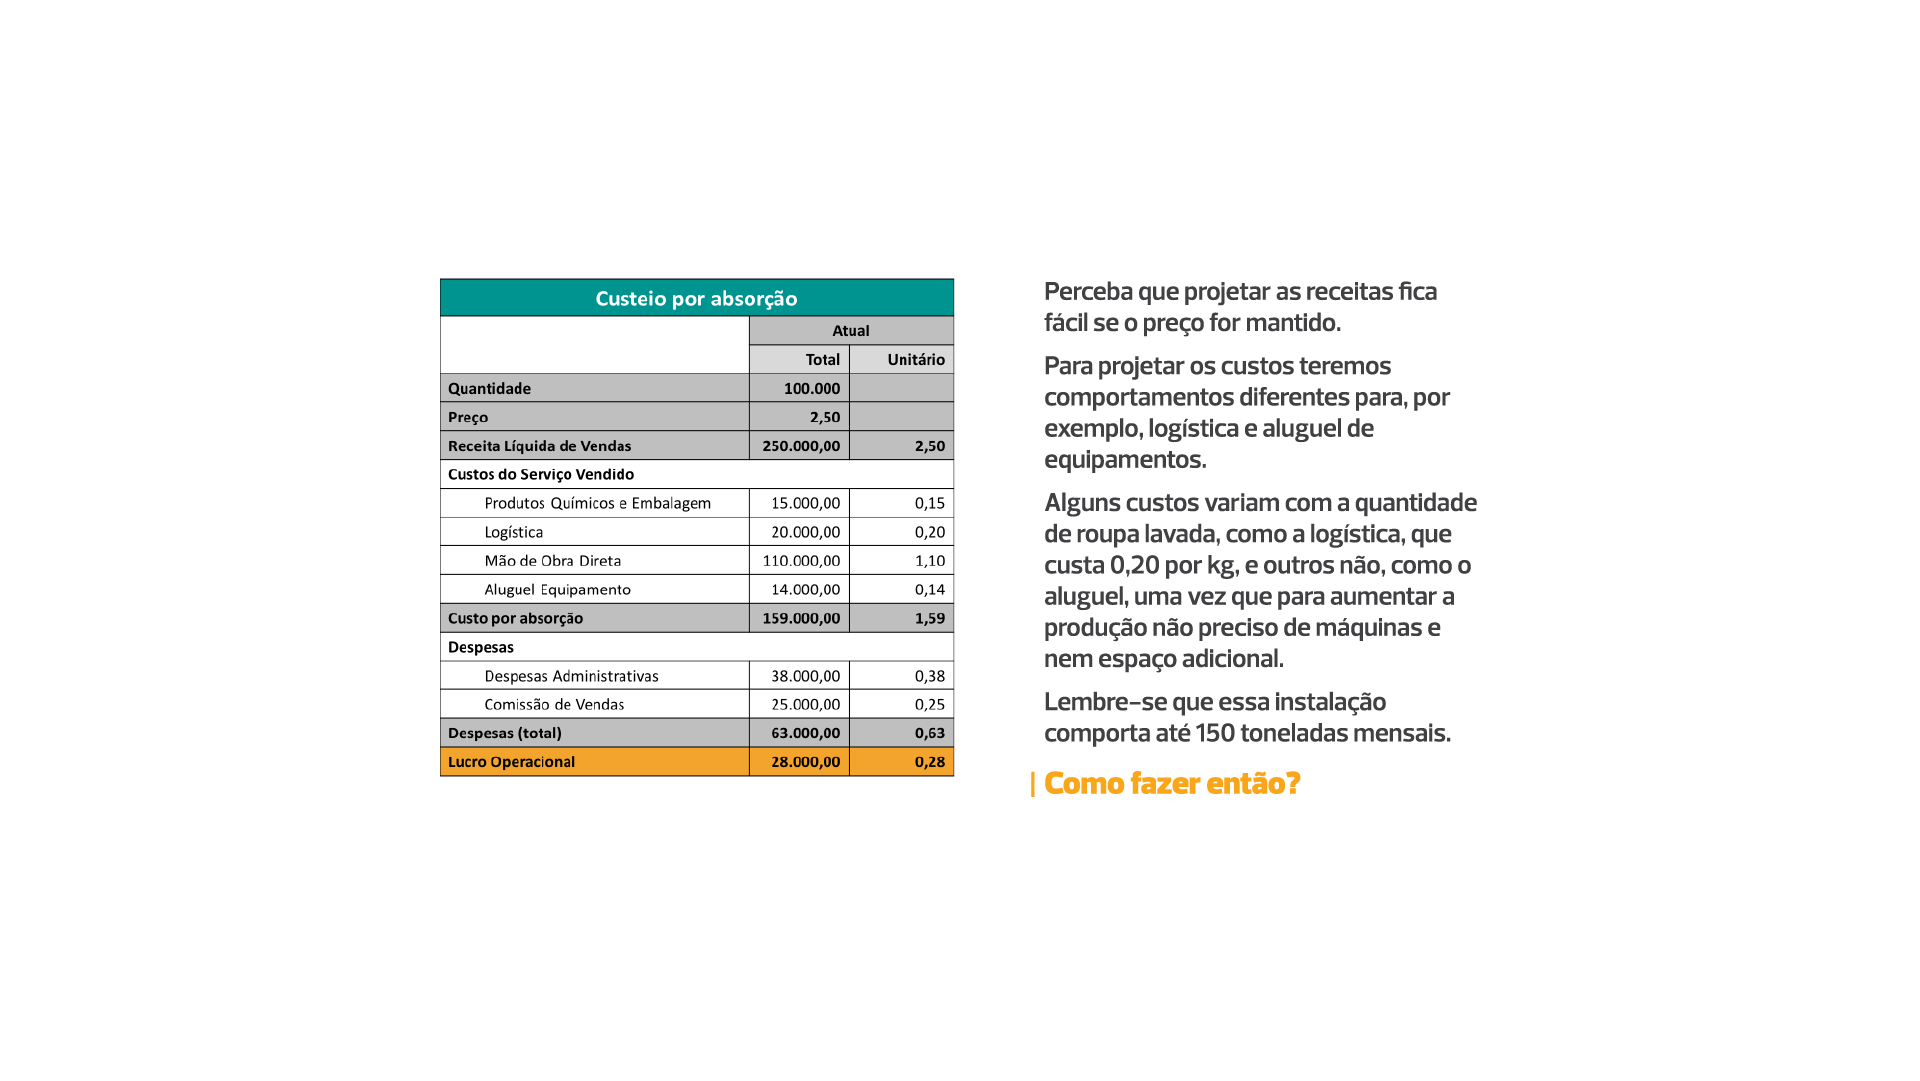 Custeio por absorção
Atual
Total Unitário
Quantidade 100.000
Preço 2,50
Receita Líquida de Vendas 250.000,00 2,50
Custos do Serviço Vendido
Produtos Químicos e Embalagem 15.000,00 0,15
Logística 20.000,00 0,20
Mão de Obra Direta 110.000,00 1,10
Aluguel Equipamento 14.000,00 0,14
Custo por absorção 159.000,00 1,59
Despesas
Despesas Administrativas 38.000,00 0,38
Comissão de Vendas 25.000,00 0,25
Despesas (total) 63.000,00 0,63
Lucro Operacional 28.000,00 0,28
Perceba que projetar as receitas fica
fácil se o preço for mantido.
Para projetar os custos teremos
comportamentos diferentes para, por
exemplo, logística e aluguel de
equipamentos.
Alguns custos variam com a quantidade
de roupa lavada, como a logística, que
custa 0,20 por kg, e outros não, como o
aluguel, uma vez que para aumentar a
produção não preciso de máquinas e
nem espaço adicional.
Lembre-se que essa instalação
comporta até 150 toneladas mensais.
| Como fazer então?